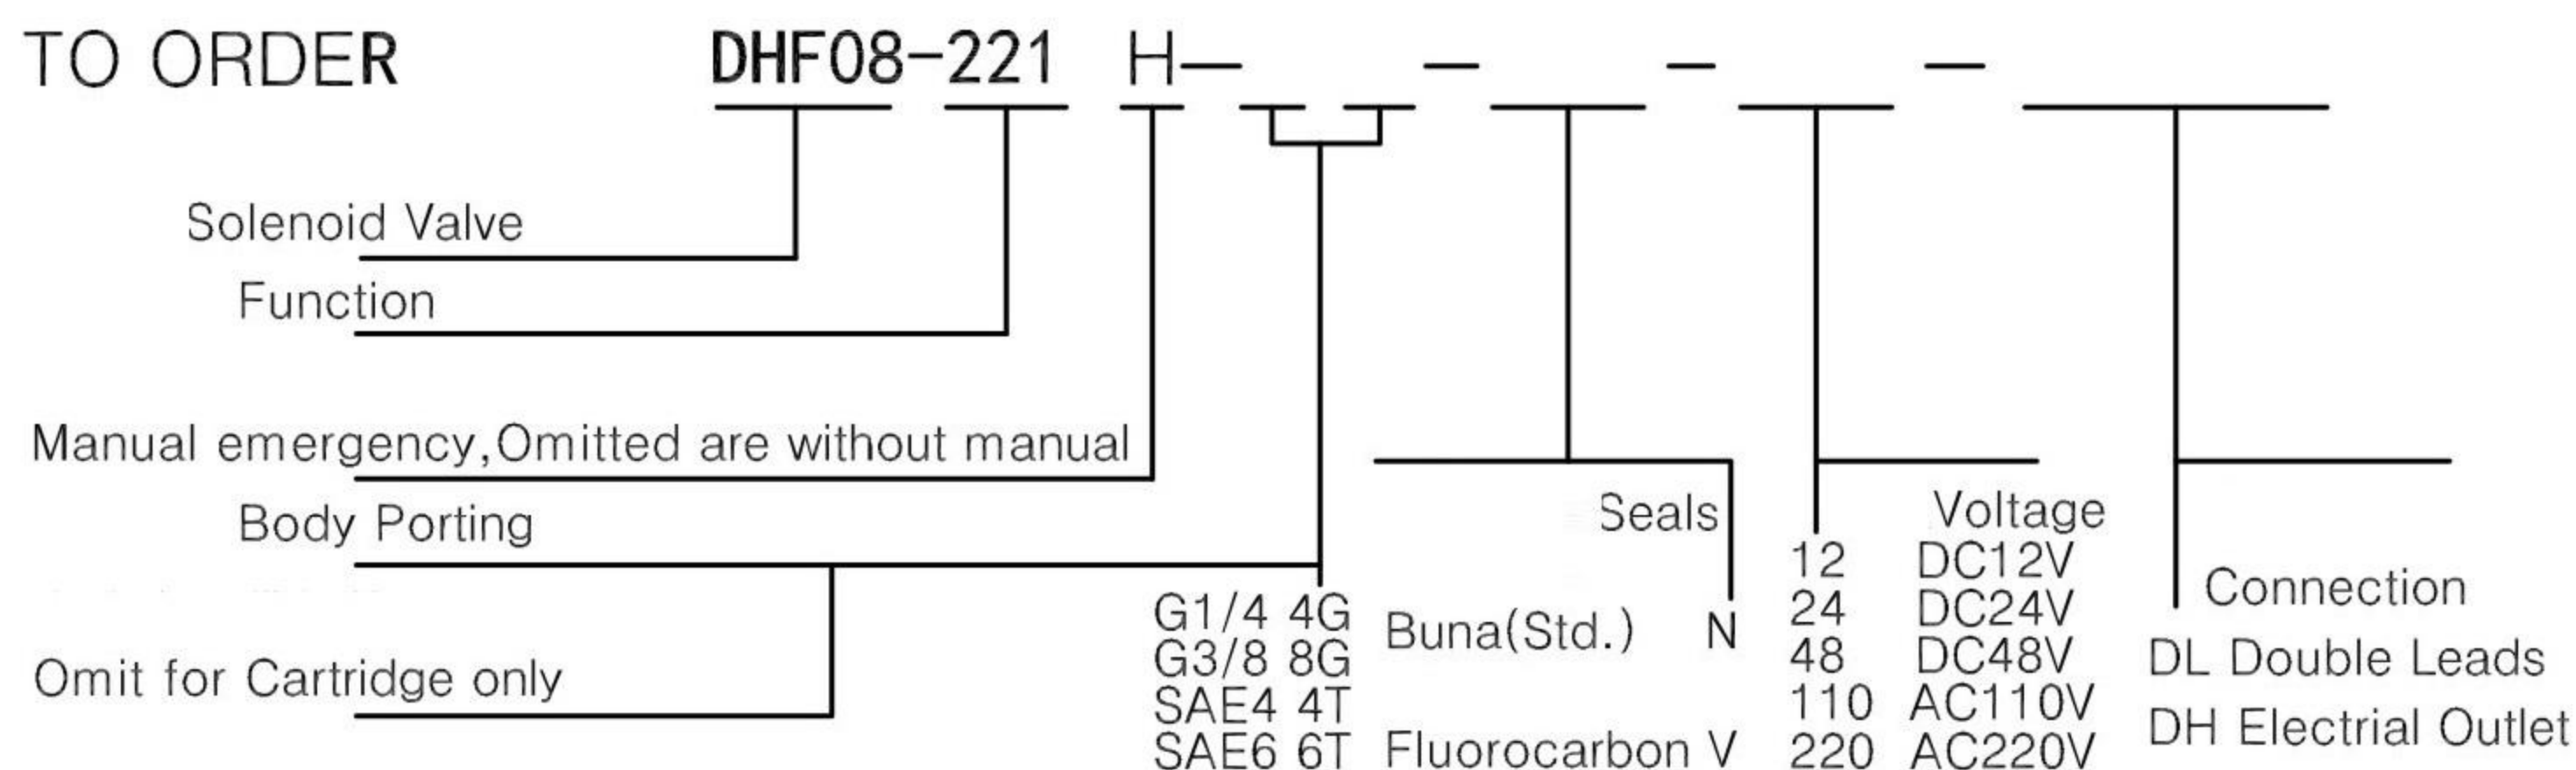 TO ORDER DHF08-221 H— — — —
Solenoid Valve
Function
Manual emergency,Omitted are without manual
Body Porting
Omit for Cartridge only
G1/4 4G
G3/8 8G
SAE4 4T
SAE6 6T
Seals
Buna(Std.) N
Fluorocarbon V
Voltage
12 DC12V
24 DC24V
48 DC48V
110 AC110V
220 AC220V
Connection
DL Double Leads
DH Electrial Outlet